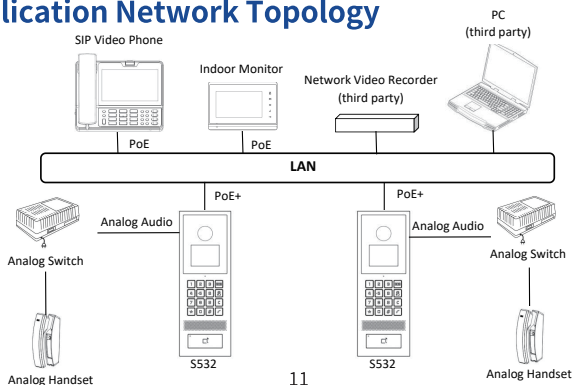 lication Network Topology
PC
(third party)
SIP Video Phone
Indoor Monitor
Network Video Recorder
(third party)
PoE
PoE
LAN
PoE+
PoE+
Analog Audio
Analog Audio
Analog Switch
Analog Switch
S532
S532
Analog Handset
Analog Handset
11